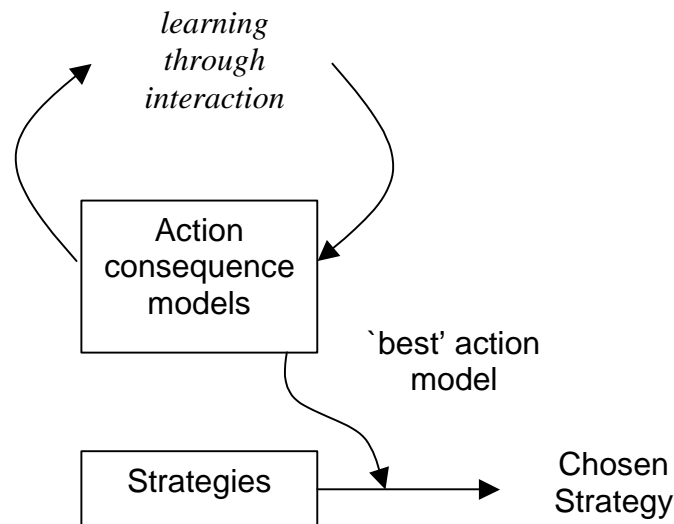 learning
through
interaction
Action
consequence
models
`best’ action
model
Strategies
Chosen
Strategy